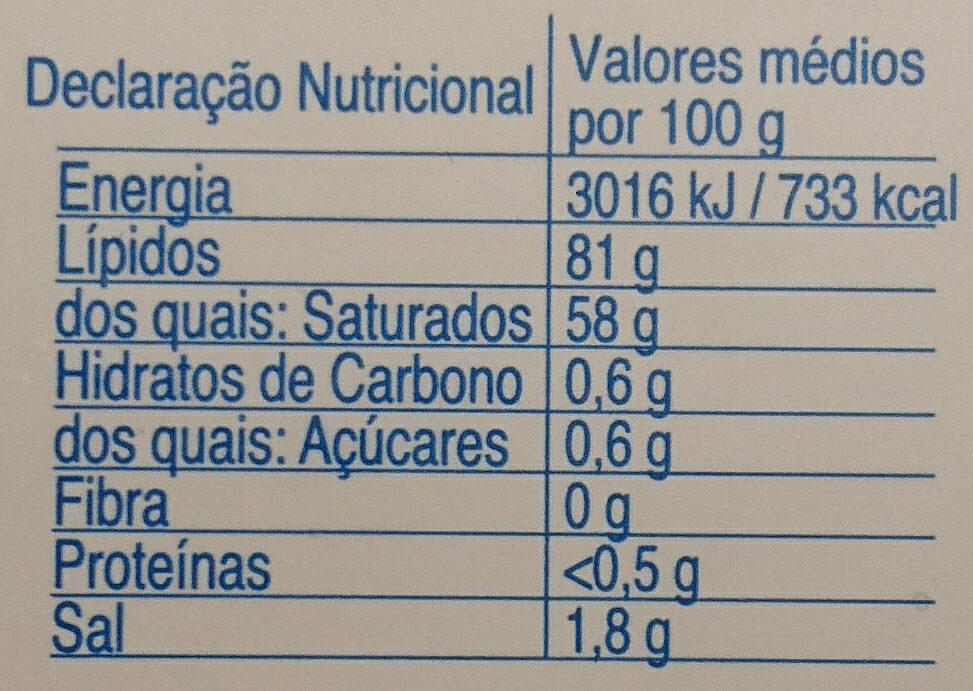 Declaração Nutricional Valores médios por 100 g
Energia 3016 kJ / 733 kcal
Lípidos 81 g
dos quais: Saturados 58 g
Hidratos de Carbono 0,6 g
dos quais: Açúcares 0,6 g
Fibra 0 g
Proteínas <0,5 g
Sal 1,8 g